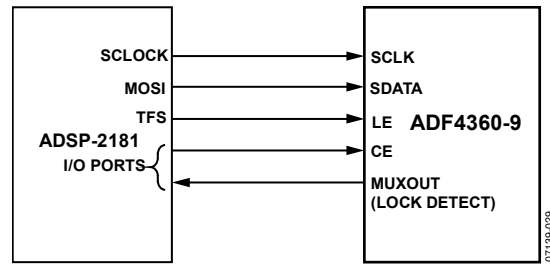 SCLOCK
MOSI
TFS
ADSP-2181
I/O PORTS
SCLK
SDATA
LE
ADF4360-9
CE
MUXOUT
(LOCK DETECT)
07139-029